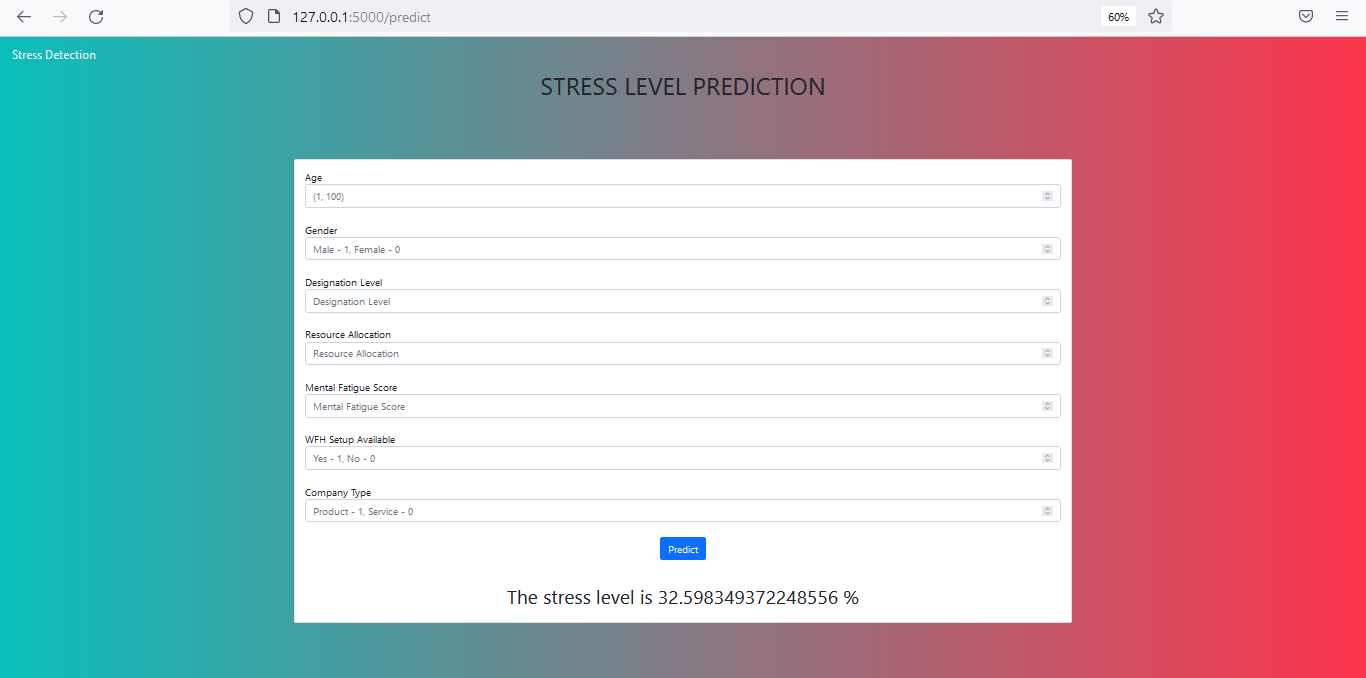 127.0.0.1:5000/predict
60%
Stress Detection
STRESS LEVEL PREDICTION
Age
(1, 100)
Gender
Male - 1, Female - 0
Designation Level
Designation Level
Resource Allocation
Resource Allocation
Mental Fatigue Score
Mental Fatigue Score
WFH Setup Available
Yes - 1, No - 0
Company Type
Product - 1, Service - 0
Predict
The stress level is 32.598349372248556 %